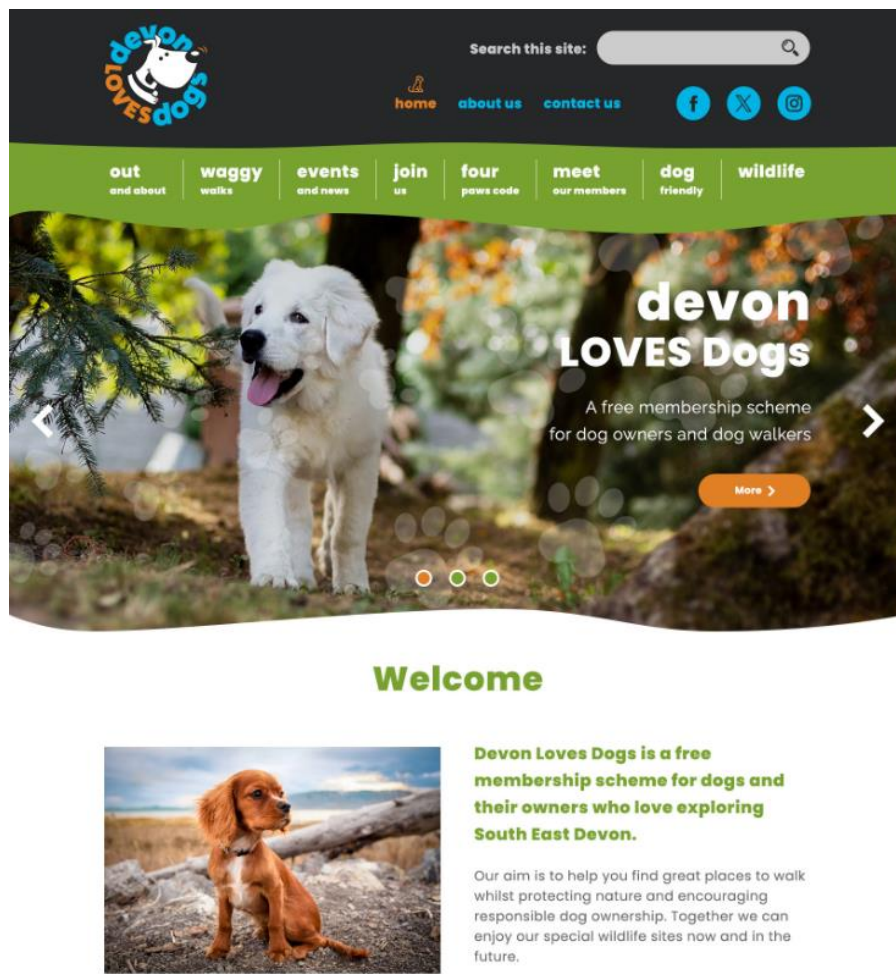 devon
LOVES dogs
Search this site:
home about us contact us
out waggy events join four meet dog wildlife
and about walks and news us paws code our members friendly
devon
LOVES Dogs
A free membership scheme
for dog owners and dog walkers
More
Welcome
Devon Loves Dogs is a free
membership scheme for dogs and
their owners who love exploring
South East Devon.
Our aim is to help you find great places to walk
whilst protecting nature and encouraging
responsible dog ownership. Together we can
enjoy our special wildlife sites now and in the
future.